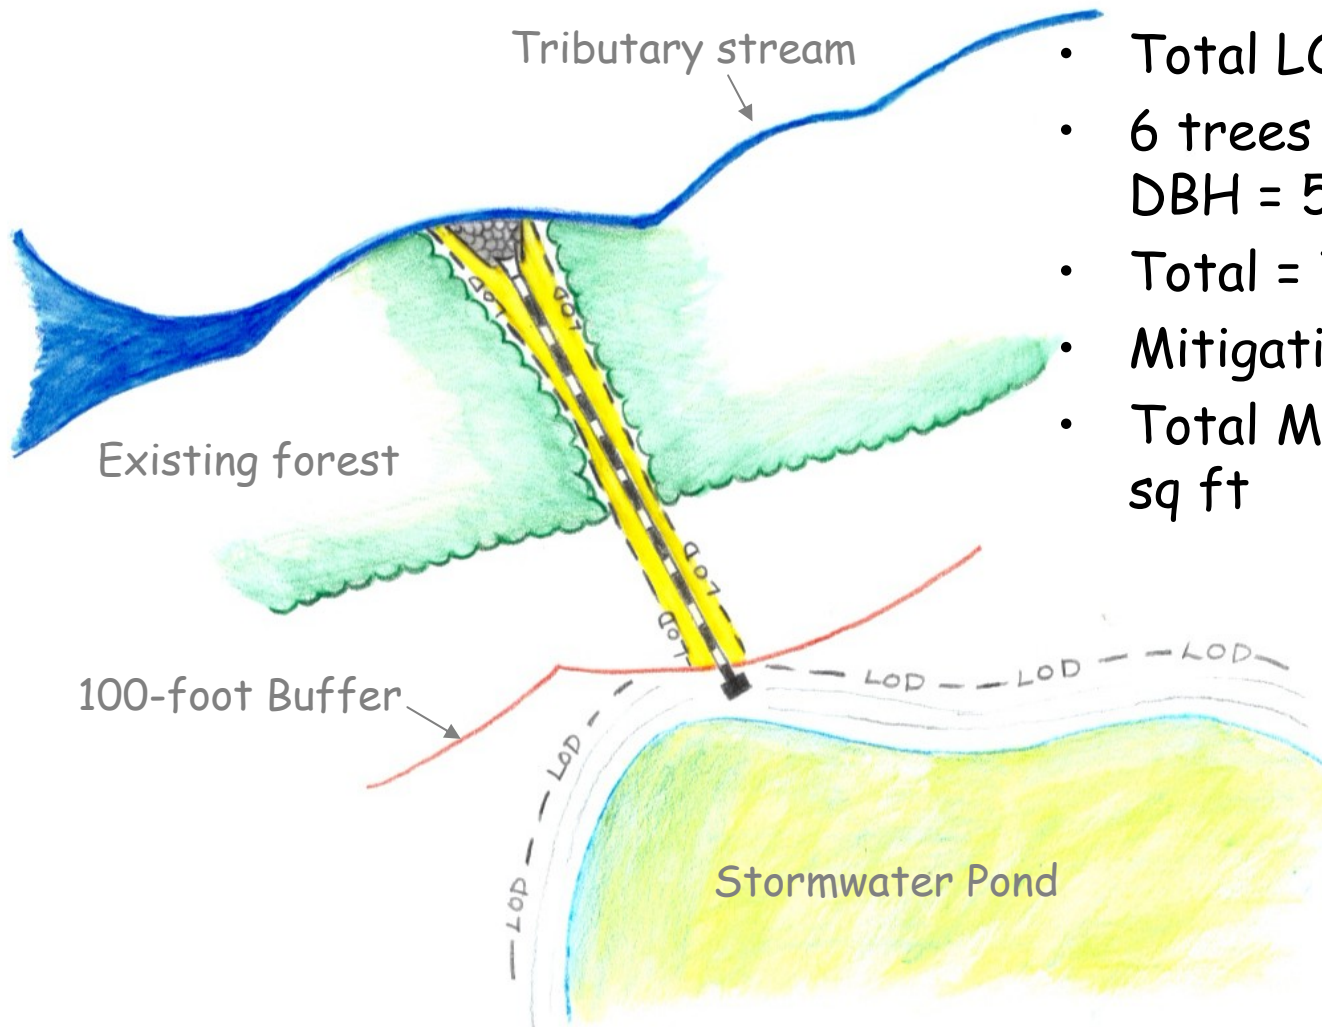 Tributary stream
• Total
• 6 trees
DBH = 5
• Total =
•
• Total
sq ft
LOD
LOD
Existing forest
LOD
LOD
100-foot Buffer
LOD
LOD
LOD
LOD
LOD
Stormwater Pond